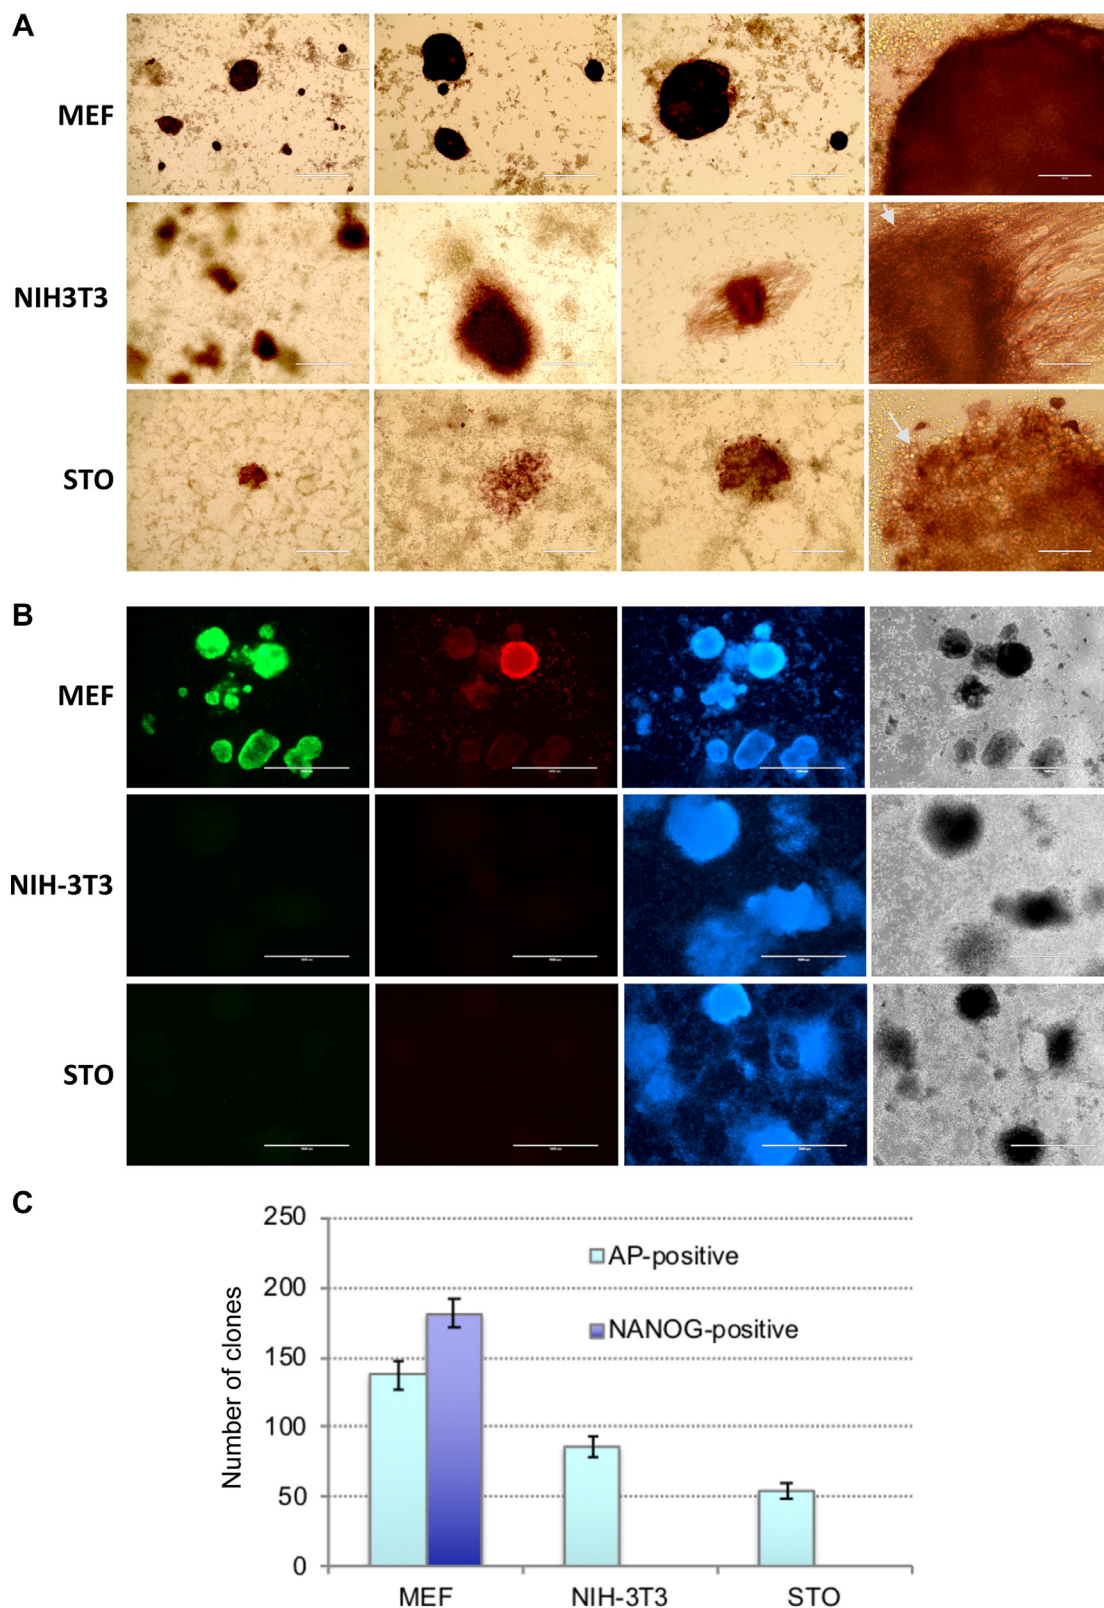 A
MEF
NIH3T3
STO
B
MEF
NIH-3T3
STO
C
Number of clones
250
200
150
100
50
0
AP-positive
NANOG-positive
MEF NIH-3T3 STO